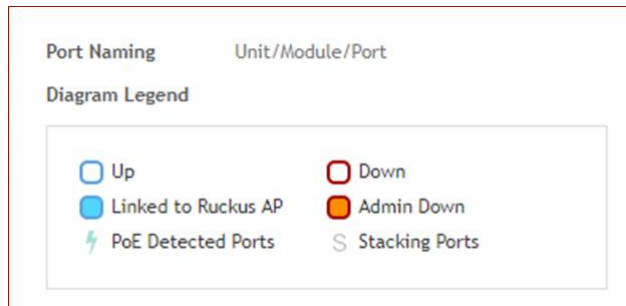 Port Naming Unit/Module/Port
Diagram Legend
Up Down
Linked to Ruckus AP Admin Down
PoE Detected Ports S Stacking Ports